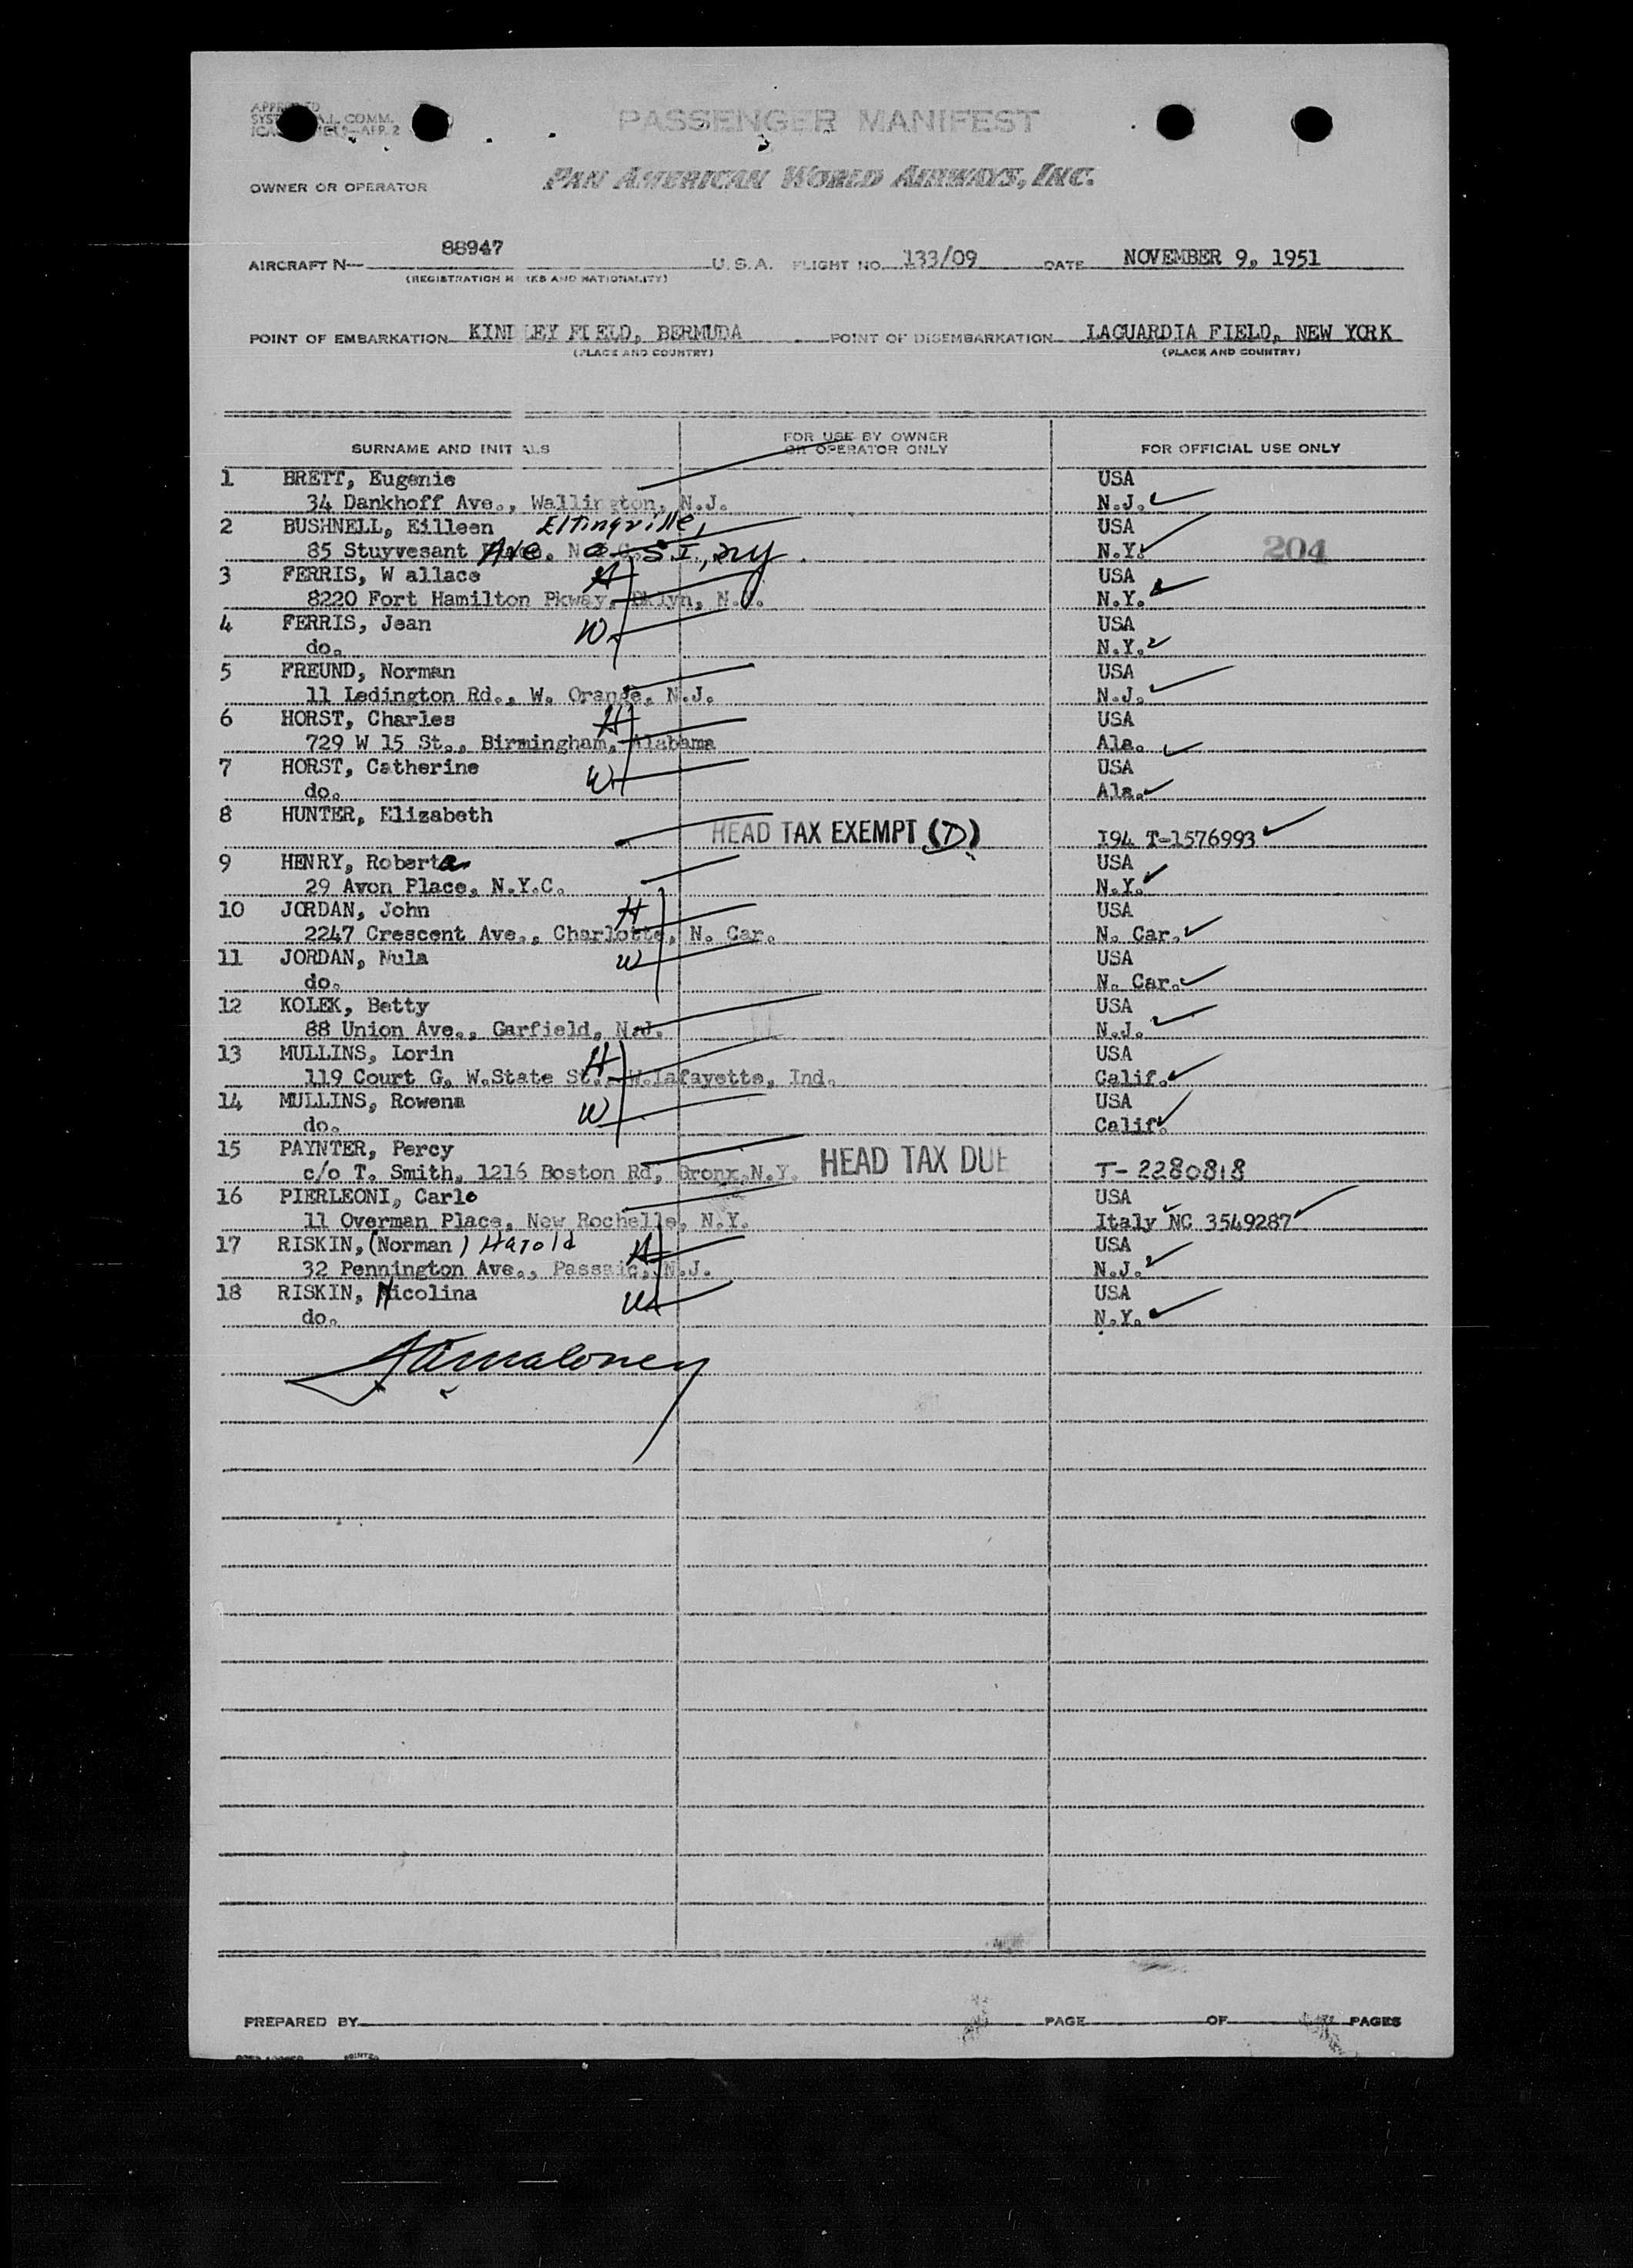 PASSENGER MANIFEST
OWNER OR OPERATOR PAN AMERICAN WORLD AIRWAYS, INC.
AIRCRAFT N— 88947 U. S. A. FLIGHT NO. 133/09 DATE NOVEMBER 9, 1951
(REGISTRATION MARKS AND NATIONALITY)
POINT OF EMBARKATION KINDLEY FIELD, BERMUDA POINT OF DISEMBARKATION LAGUARDIA FIELD, NEW YORK
(PLACE AND COUNTRY) (PLACE AND COUNTRY)
SURNAME AND INITIALS FOR USE BY OWNER OR OPERATOR ONLY FOR OFFICIAL USE ONLY
1 BRETT, Eugenie USA
34 Dankhoff Ave., Wallington, N.J. N.J.
2 BUSHNELL, Eilleen Eltingville, USA
85 Stuyvesant Ave. S I, NY N.Y. 204
3 FERRIS, W allace H USA
8220 Fort Hamilton Pkway, Bklyn, N.Y. N.Y.
4 FERRIS, Jean W USA
do. N.Y.
5 FREUND, Norman USA
11 Ledington Rd., W. Orange, N.J. N.J.
6 HORST, Charles H USA
729 W 15 St., Birmingham, Alabama Ala.
7 HORST, Catherine W USA
do. Ala.
8 HUNTER, Elizabeth
HEAD TAX EXEMPT (D) I94 T-1576993
9 HENRY, Roberta USA
29 Avon Place, N.Y.C. N.Y.
10 JORDAN, John H USA
2247 Crescent Ave., Charlotte, N. Car. N. Car.
11 JORDAN, Nula W USA
do. N. Car.
12 KOLEK, Betty USA
88 Union Ave., Garfield, N.J. N.J.
13 MULLINS, Lorin H USA
119 Court G, W.State St., W.Lafayette, Ind. Calif.
14 MULLINS, Rowena W USA
do. Calif.
15 PAYNTER, Percy HEAD TAX DUE
c/o T. Smith, 1216 Boston Rd, Bronx, N.Y. T-2280818
16 PIERLEONI, Carlo USA
11 Overman Place, New Rochelle, N.Y. Italy NC 3549287
17 RISKIN, (Norman) Harold H USA
32 Pennington Ave., Passaic, N.J. N.J.
18 RISKIN, Nicolina W USA
do. N.Y.
PREPARED BY PAGE OF PAGES